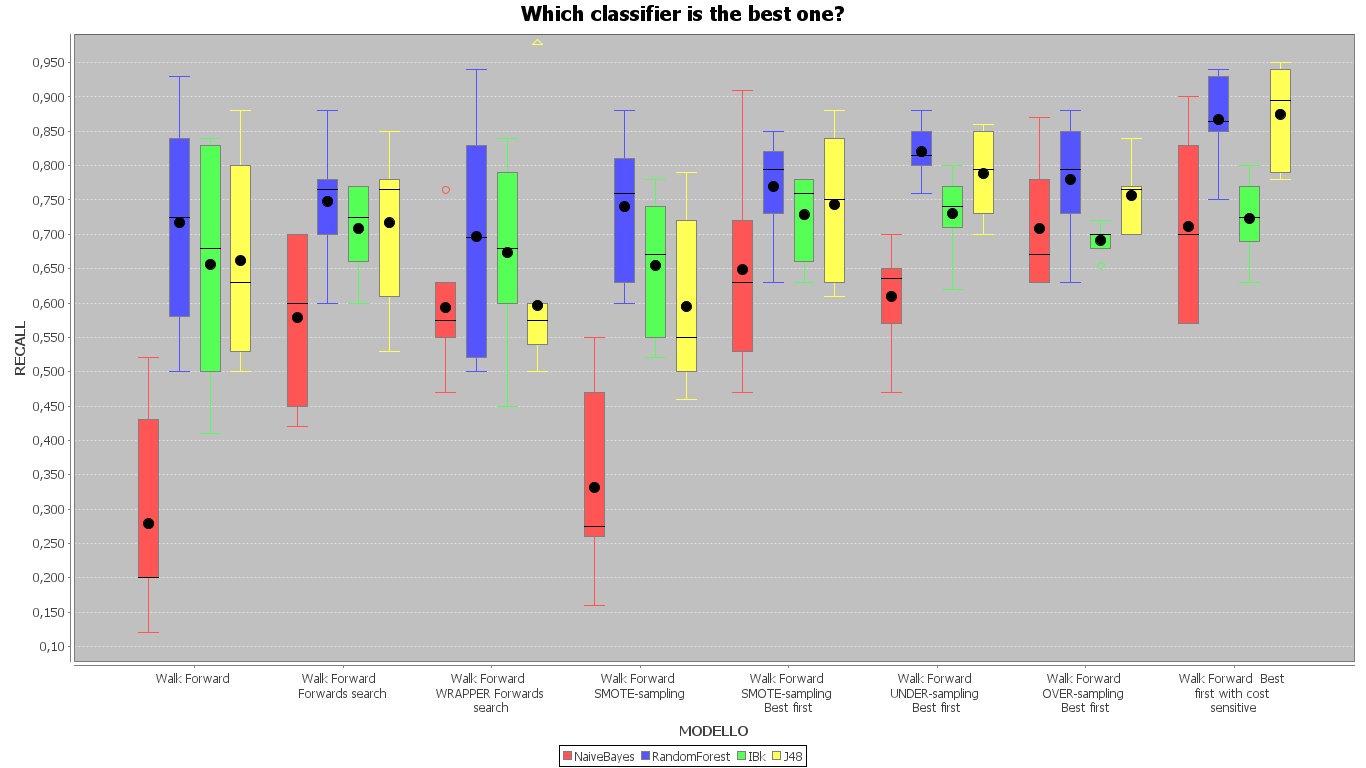 Which classifier is the best one?
0,950
0,900
0,850
0,800
0,750
0,700
0,650
0,600
0,550
0,500
0,450
0,400
0,350
0,300
0,250
0,200
0,150
0,10
RECALL
Walk Forward
Walk Forward
Forwards search
Walk Forward
WRAPPER Forwards
search
Walk Forward
SMOTE-sampling
Walk Forward
SMOTE-sampling
Best first
Walk Forward
UNDER-sampling
Best first
Walk Forward
OVER-sampling
Best first
Walk Forward Best
first with cost
sensitive
MODELLO
NaiveBayes RandomForest IBk J48